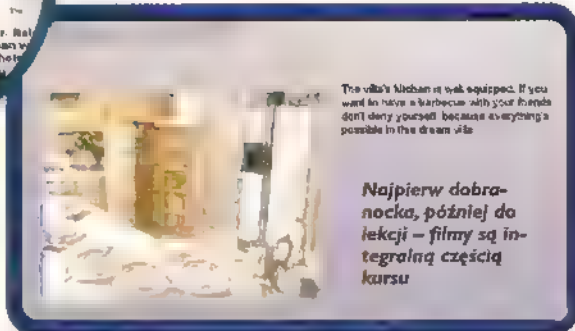 The
The villa's kitchen is well equipped. If you
want to have a barbecue with your friends
don't deny yourself because everything's
possible in this dream villa
Najpierw dobra-
nocka, później do
lekcji – filmy są in-
tegralną częścią
kursu